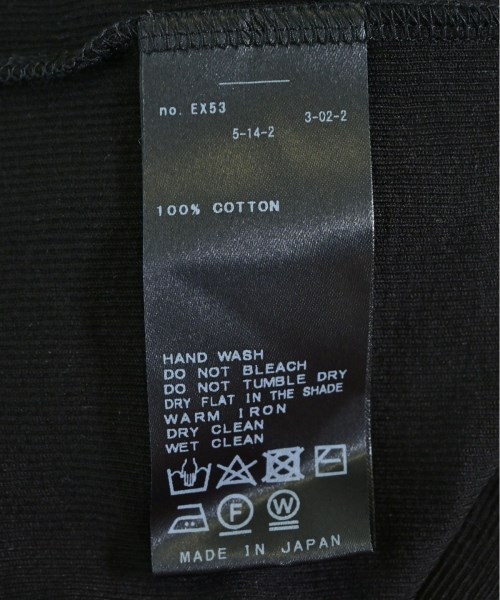 no. EX53
5-14-2 3-02-2
100% COTTON
HAND WASH
DO NOT BLEACH
DO NOT TUMBLE DRY
DRY FLAT IN THE SHADE
WARM IRON
DRY CLEAN
WET CLEAN
F W
MADE IN JAPAN